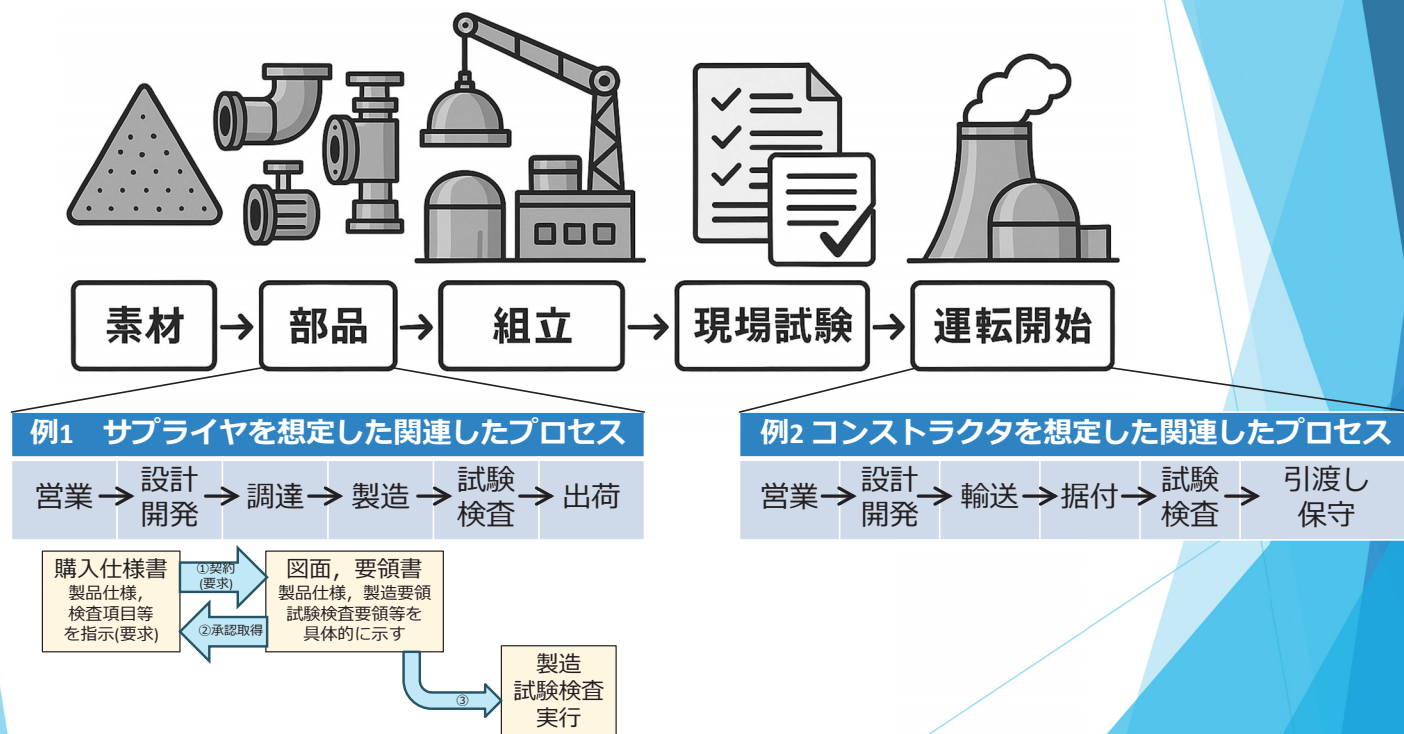 素材
部品
組立
現場試験
運転開始
例1 サプライヤを想定した関連したプロセス
営業
設計
開発
調達
製造
試験
検査
出荷
例2 コンストラクタを想定した関連したプロセス
営業
設計
開発
輸送
据付
試験
検査
引渡し
保守
購入仕様書
製品仕様，
検査項目等
を指示(要求)
①契約
(要求)
②承認取得
図面，要領書
製品仕様，製造要領
試験検査要領等を
具体的に示す
③
製造
試験検査
実行